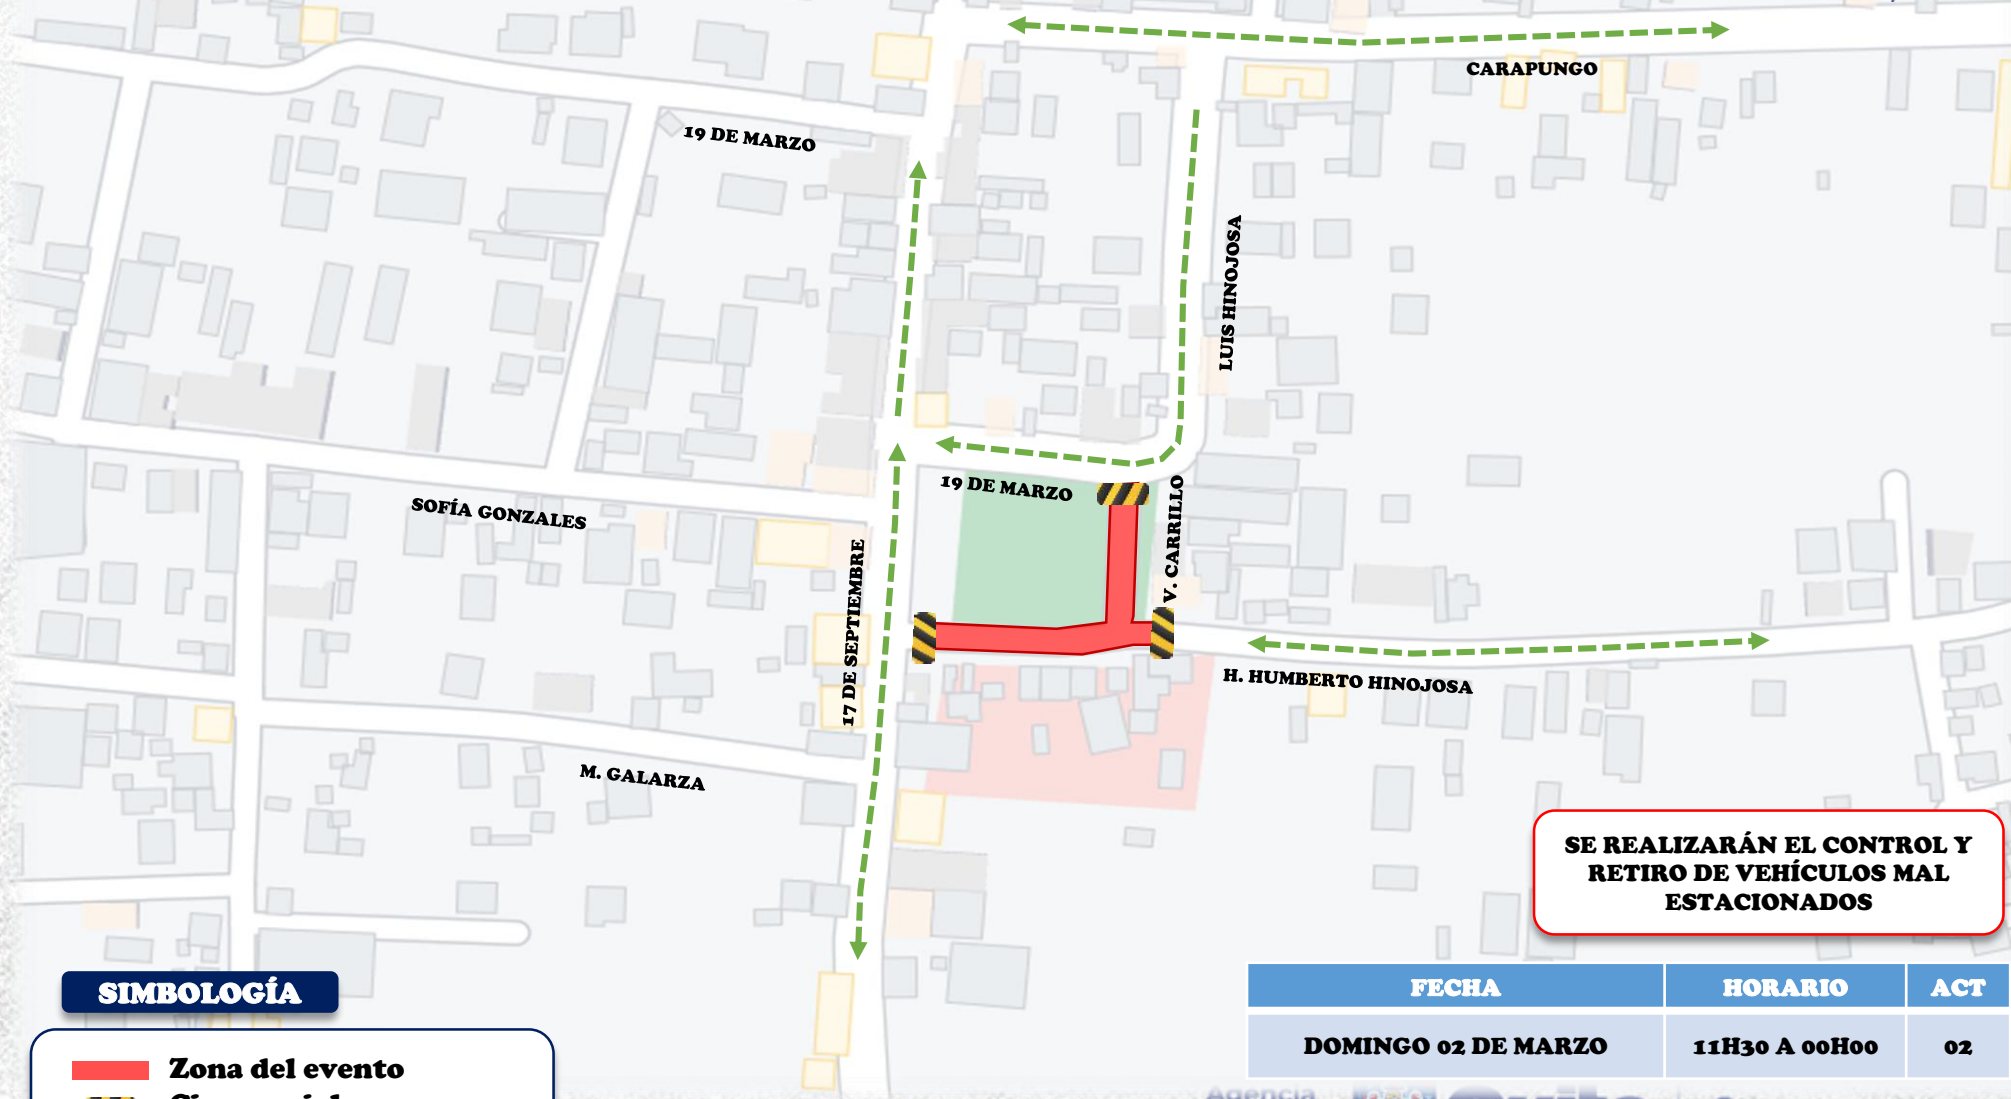 CARAPUNGO
19 DE MARZO
LUIS HINOJOSA
19 DE MARZO
SOFÍA GONZALES
V. CARRILLO
17 DE SEPTIEMBRE
H. HUMBERTO HINOJOSA
M. GALARZA
SE REALIZARÁN EL CONTROL Y
RETIRO DE VEHÍCULOS MAL
ESTACIONADOS
SIMBOLOGÍA
FECHA HORARIO ACT
DOMINGO 02 DE MARZO 11H30 A 00H00 02
Zona del evento
Agencia